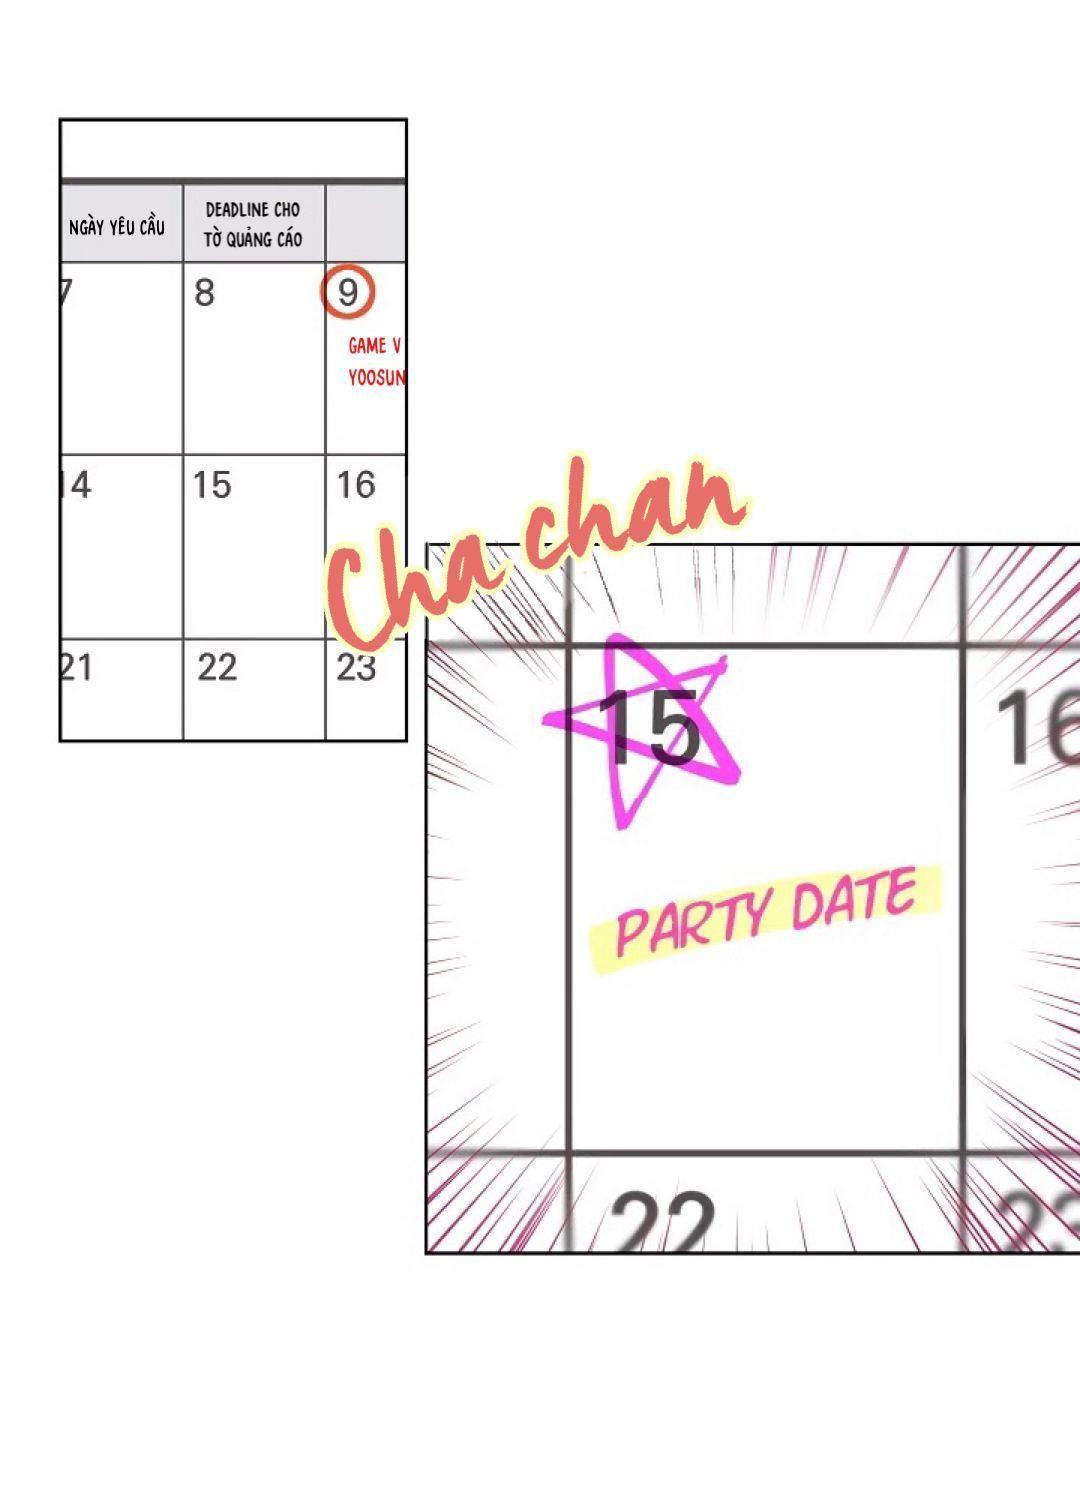 NGÀY YÊU CẦU
DEADLINE CHO
TỜ QUẢNG CÁO
7 8 9
GAME V
YOOSUN
14 15 16
21 22 23
Cha chan
15 16
PARTY DATE
22 23